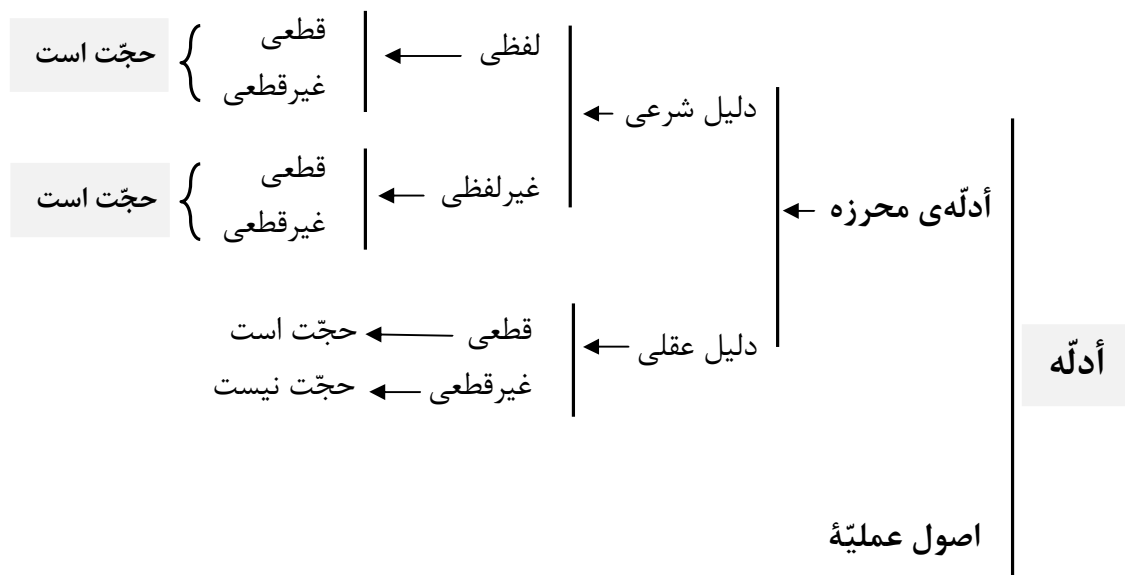 أدلّه
أدلّه‌ی محرزه
دلیل شرعی
لفظی
قطعی
غیرقطعی
حجّت است
غیرلفظی
قطعی
غیرقطعی
حجّت است
دلیل عقلی
قطعی
حجّت است
غیرقطعی
حجّت نیست
اصول عملیّۀ